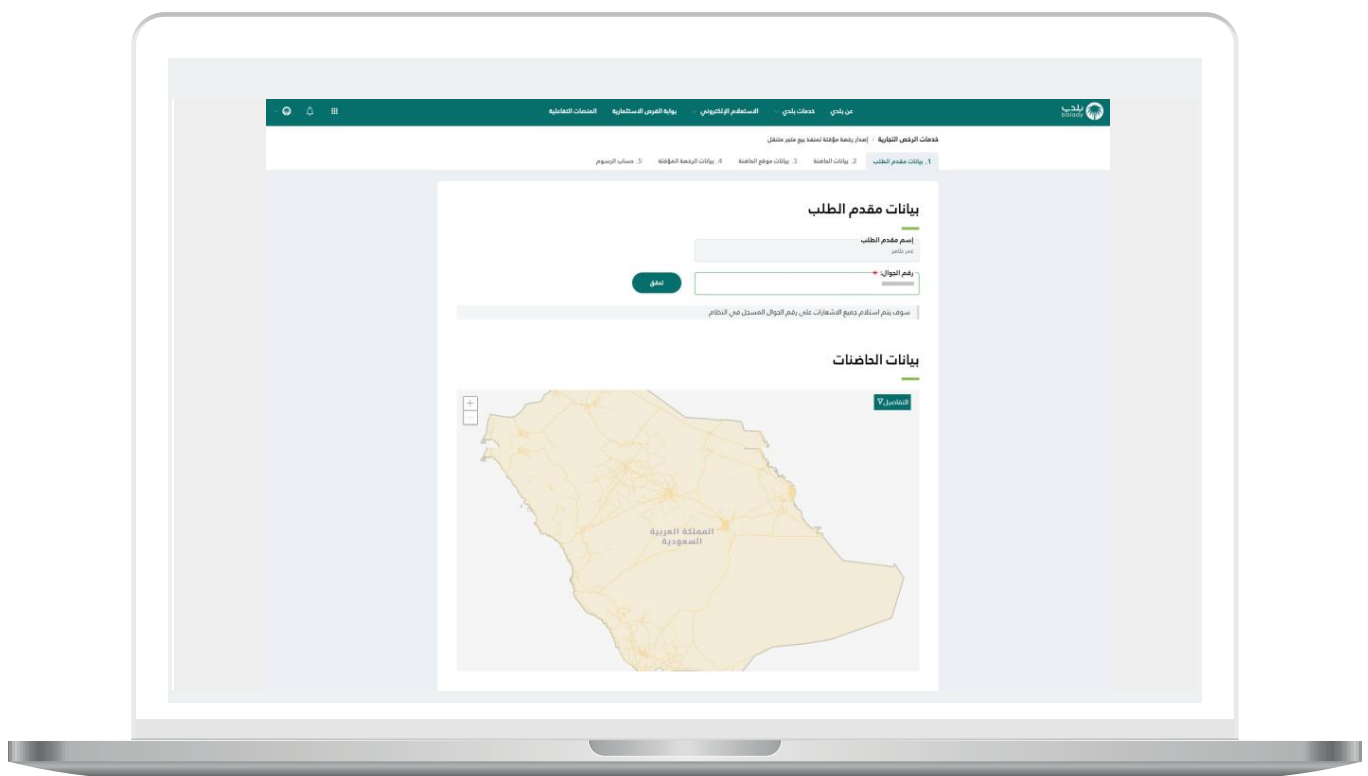 بلدي
balady
عن بلدي خدمات بلدي الاستعلام الإلكتروني بوابة الفرص الاستثمارية المنصات التفاعلية
خدمات الرخص التجارية / إصدار رخصة مؤقتة لمنفذ بيع متجر متنقل
1. بيانات مقدم الطلب 2. بيانات الحاضنة 3. بيانات موقع الحاضنة 4. بيانات الرخصة المؤقتة 5. حساب الرسوم
بيانات مقدم الطلب
إسم مقدم الطلب
غير ظاهر
رقم الجوال: *
تحقق
سوف يتم استلام جميع الاشعارات على رقم الجوال المسجل في النظام
بيانات الحاضنات
التفاصيل
+
-
المملكة العربية
السعودية